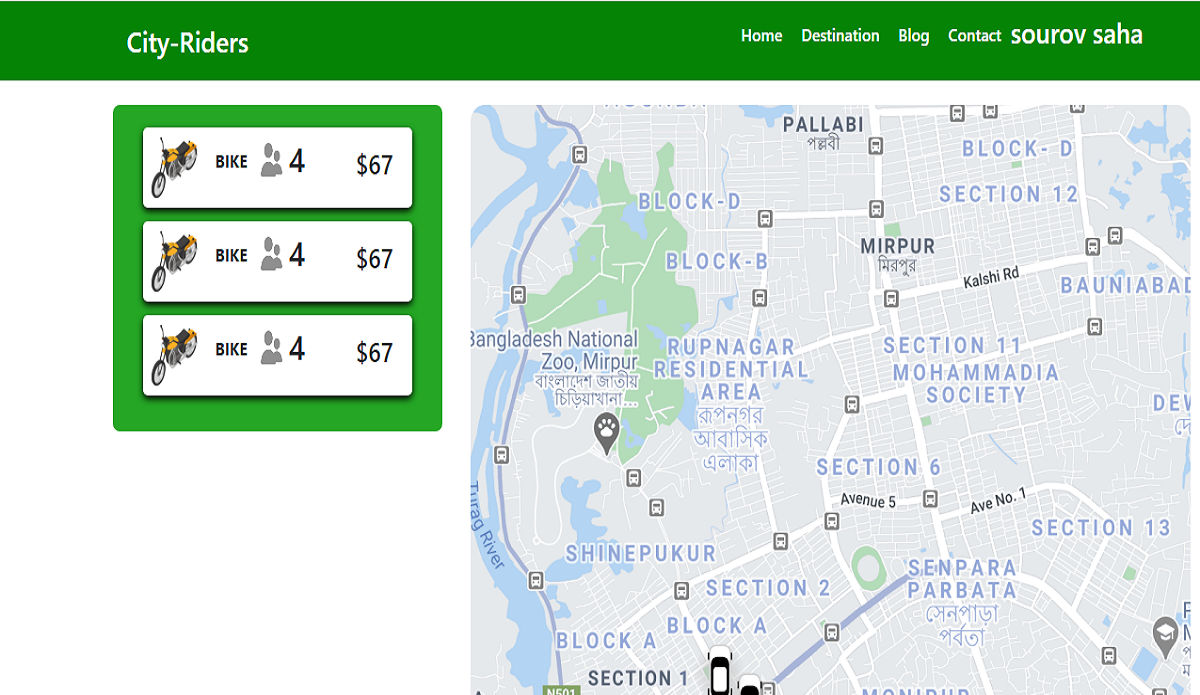 City-Riders
Home Destination Blog Contact sourov saha
BIKE 4 $67
BIKE 4 $67
BIKE 4 $67
PALLABI
পল্লবী
BLOCK- D
SECTION 12
BLOCK-D
MIRPUR
মিরপুর
BLOCK-B
Kalshi Rd
BAUNIABAD
Bangladesh National
Zoo, Mirpur
বাংলাদেশ জাতীয়
চিড়িয়াখানা...
RUPNAGAR
RESIDENTIAL
AREA
রূপনগর
আবাসিক
এলাকা
SECTION 11
MOHAMMADIA
SOCIETY
SECTION 6
Avenue 5
Ave No. 1
SECTION 13
Turag River
SHINEPUKUR
SECTION 2
SENPARA
PARBATA
সেনপাড়া
পর্বতা
BLOCK A
BLOCK A
SECTION 1
N501